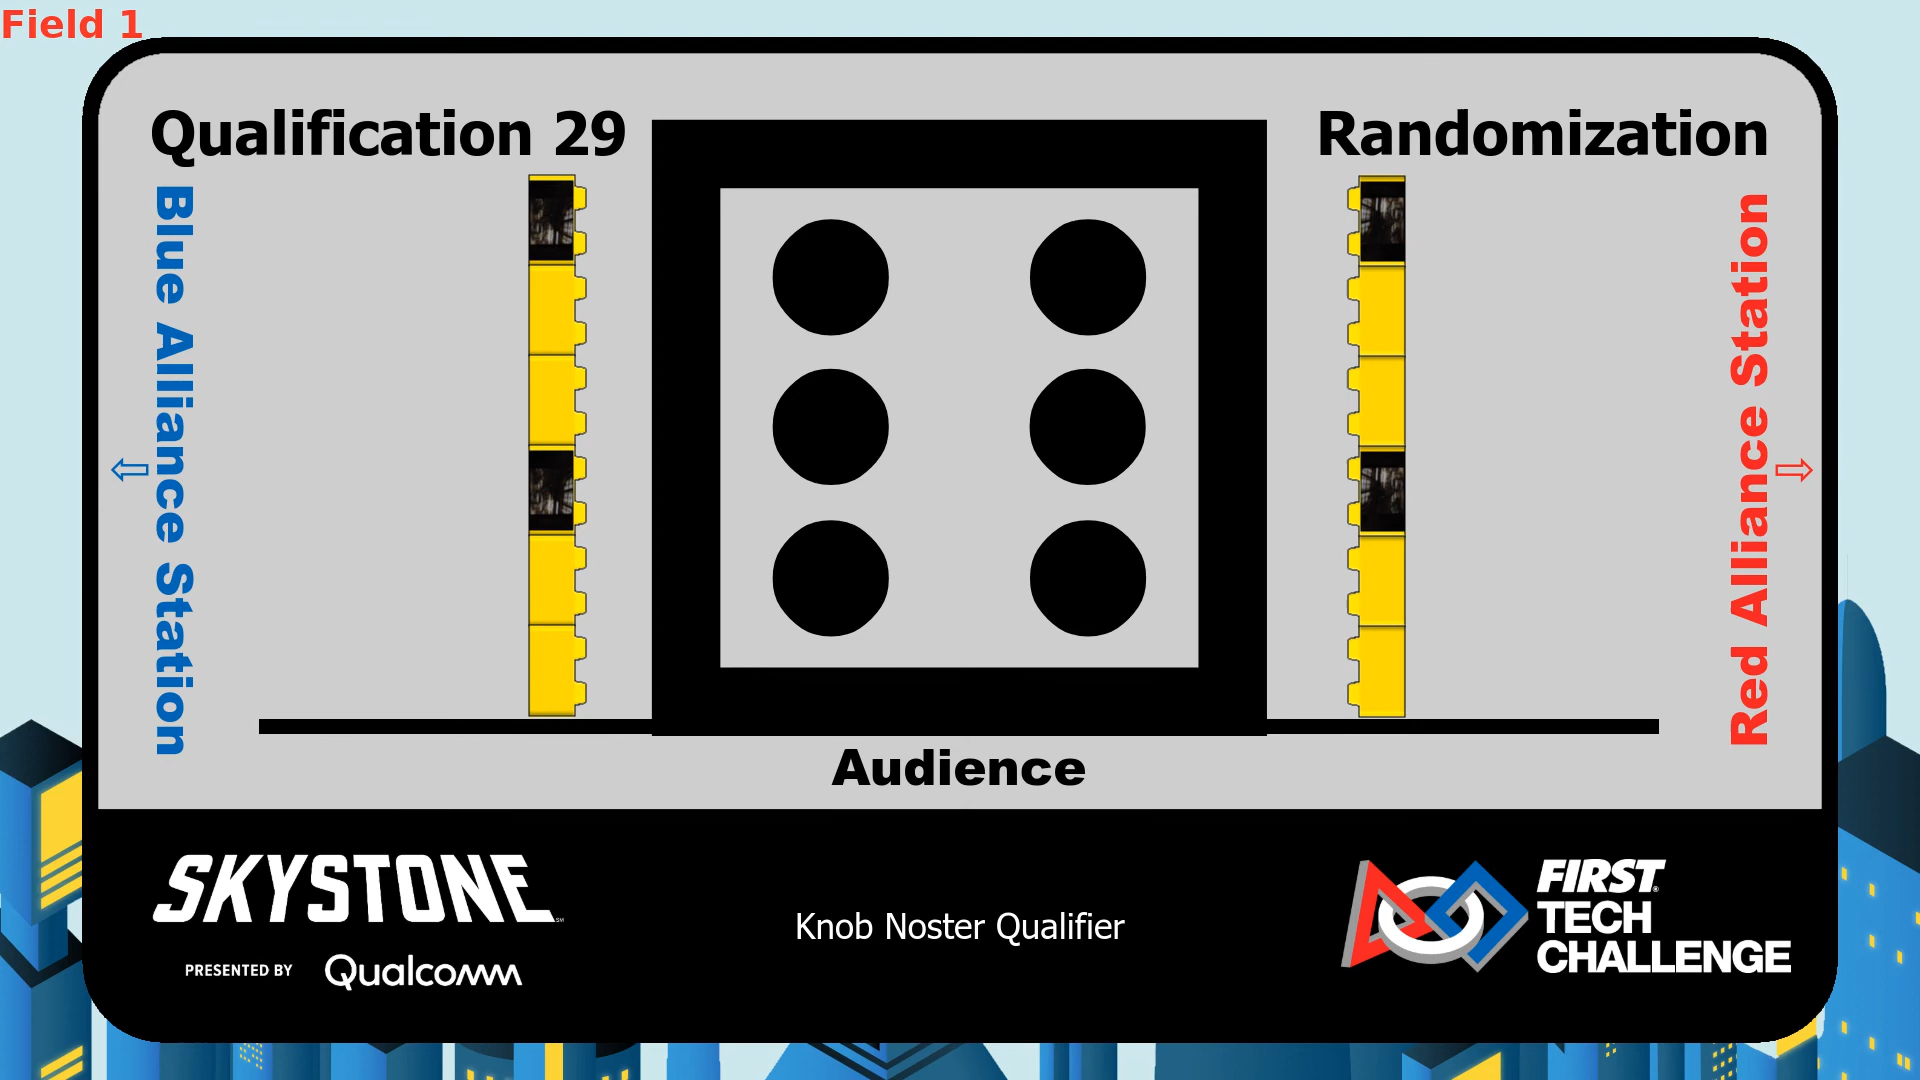 Field 1
Qualification 29
Randomization
Blue Alliance Station
⇦
Red Alliance Station
⇨
Audience
SKYSTONE℠
PRESENTED BY Qualcomm
Knob Noster Qualifier
FIRST®
TECH
CHALLENGE